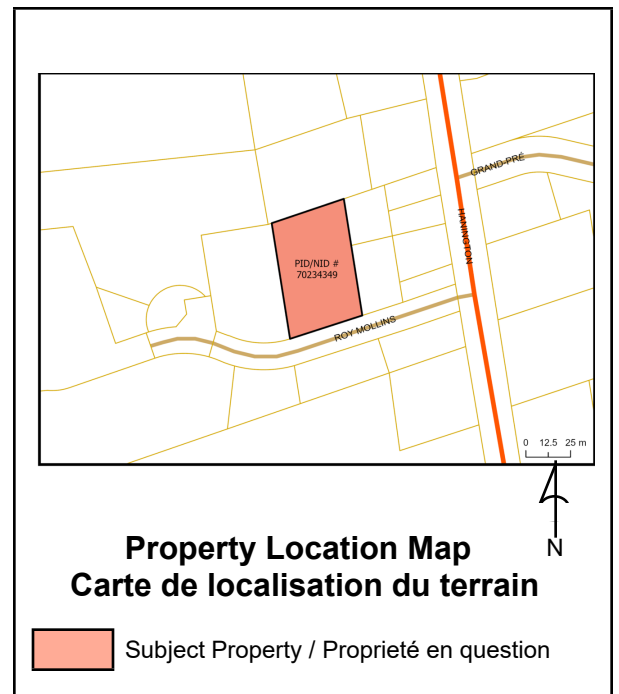 GRAND-PRÉ
HANINGTON
PID/NID #
70234349
ROY MOLLINS
0 12.5 25 m
N
Property Location Map
Carte de localisation du terrain
Subject Property / Proprieté en question